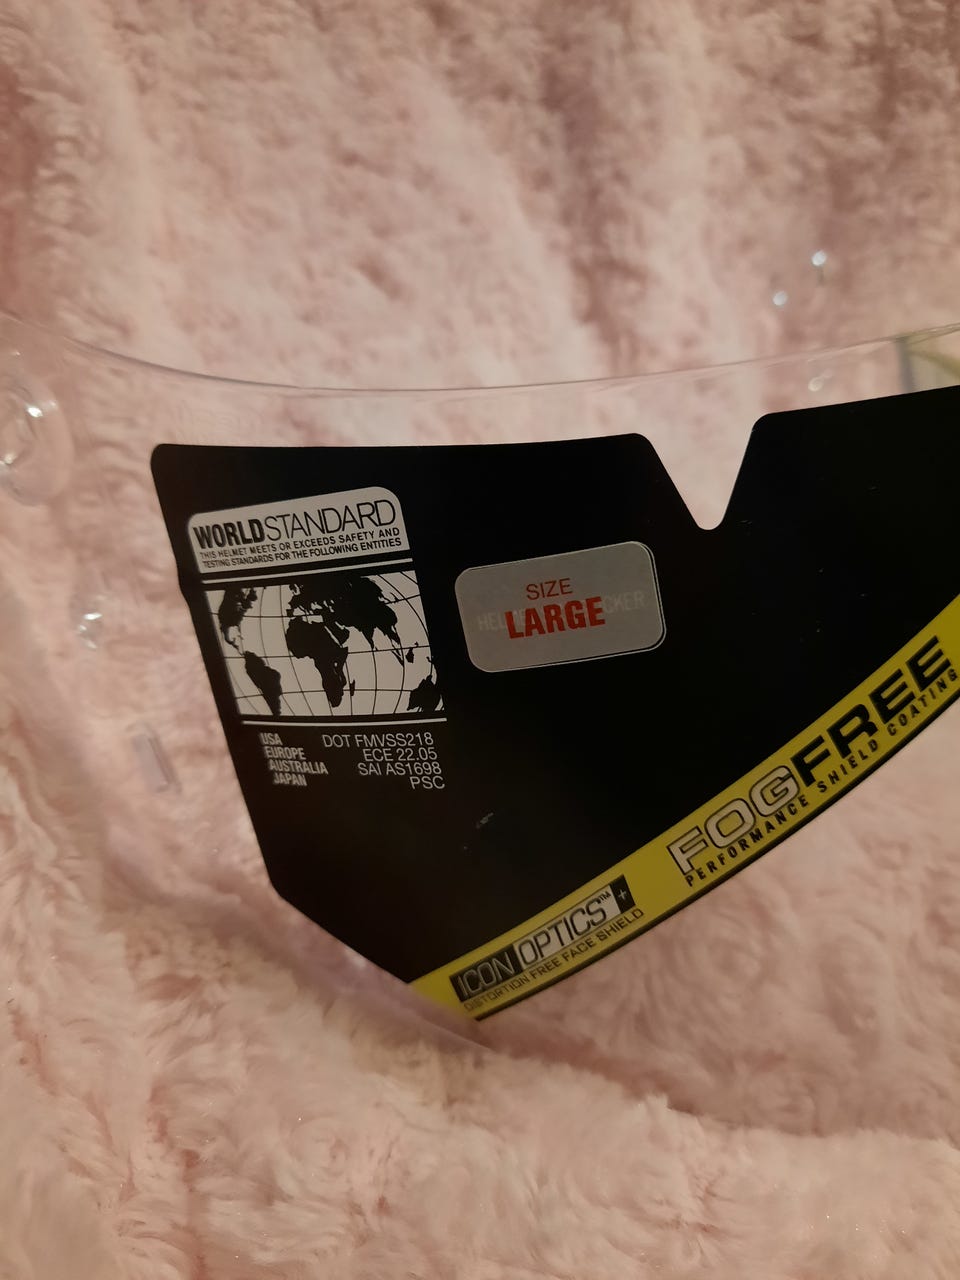 WORLDSTANDARD
THIS HELMET MEETS OR EXCEEDS SAFETY AND
TESTING STANDARDS FOR THE FOLLOWING ENTITIES
USA DOT FMVSS218
EUROPE ECE 22.05
AUSTRALIA SAI AS1698
JAPAN PSC
SIZE
LARGE
FOGFREE
PERFORMANCE SHIELD COATING
ICON OPTICS™+
DISTORTION FREE FACE SHIELD